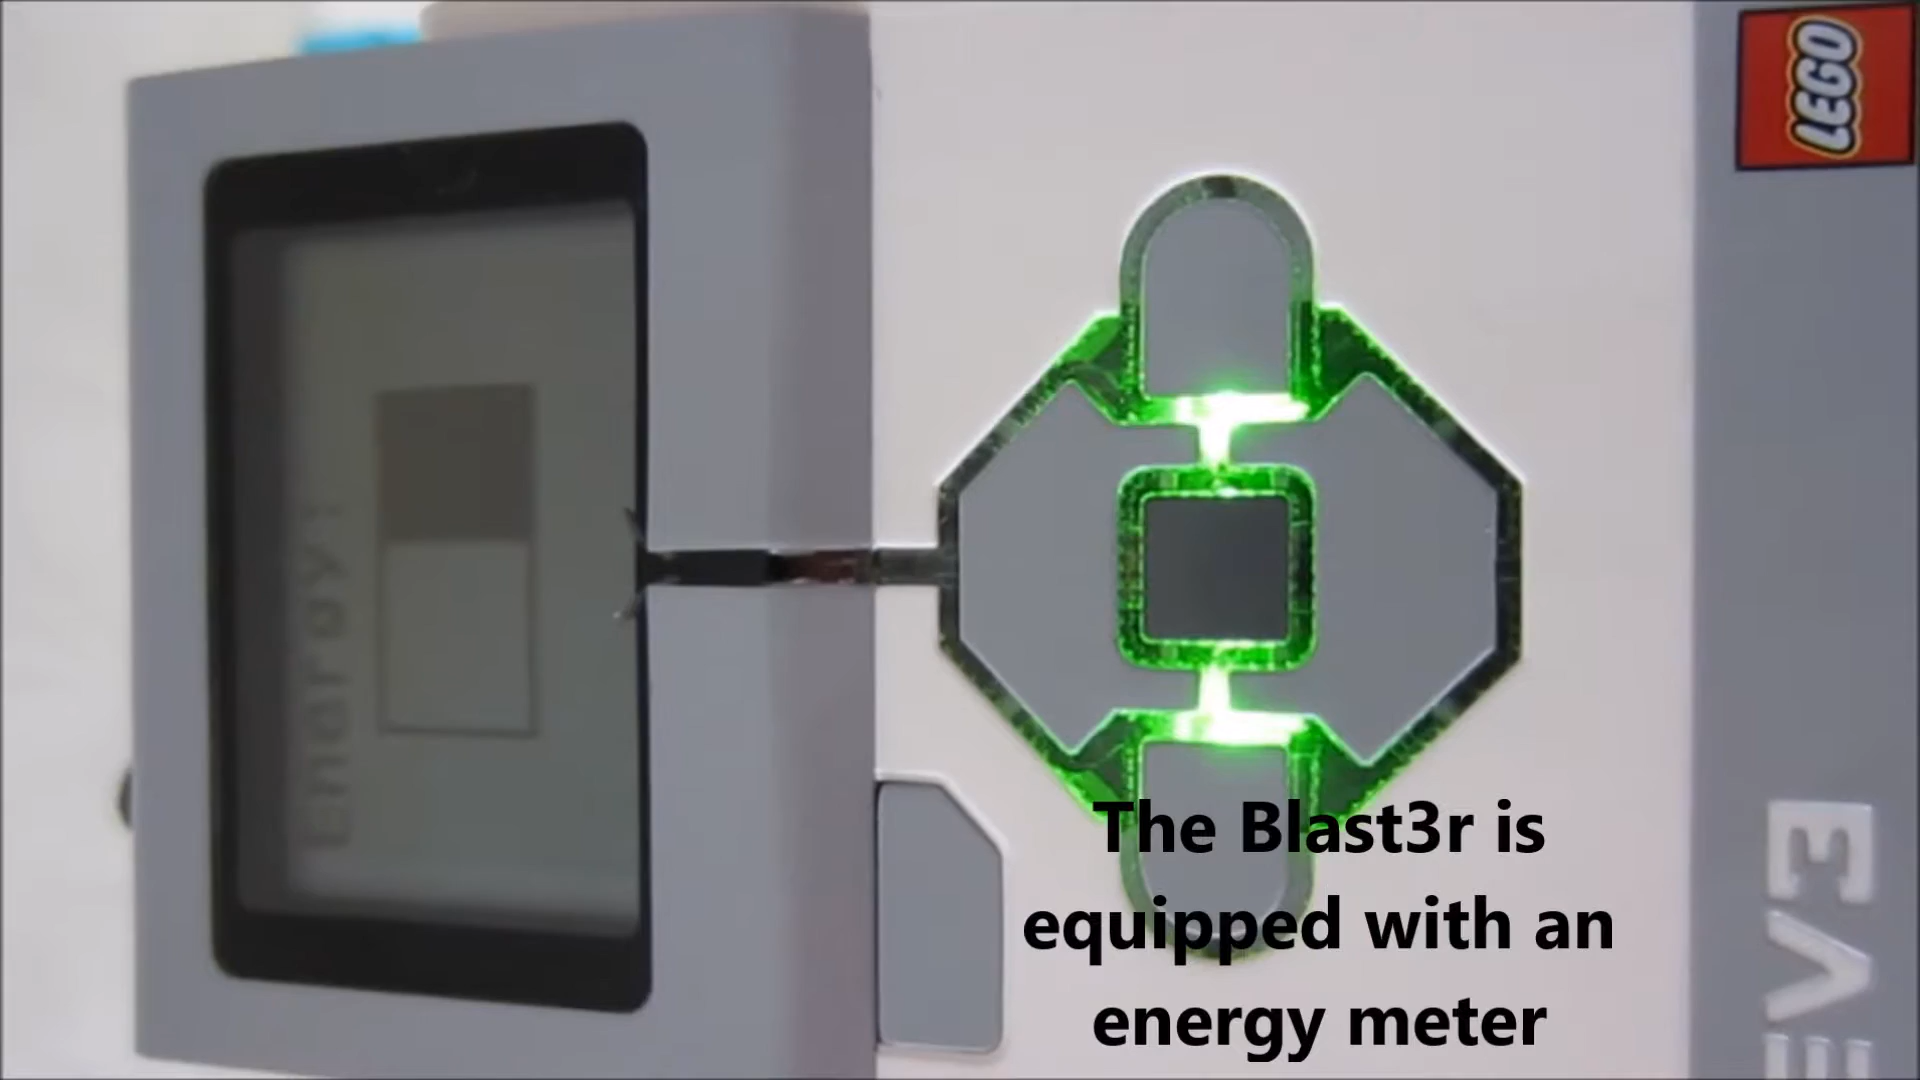 Energy:
LEGO
EV3
The Blast3r is
equipped with an
energy meter